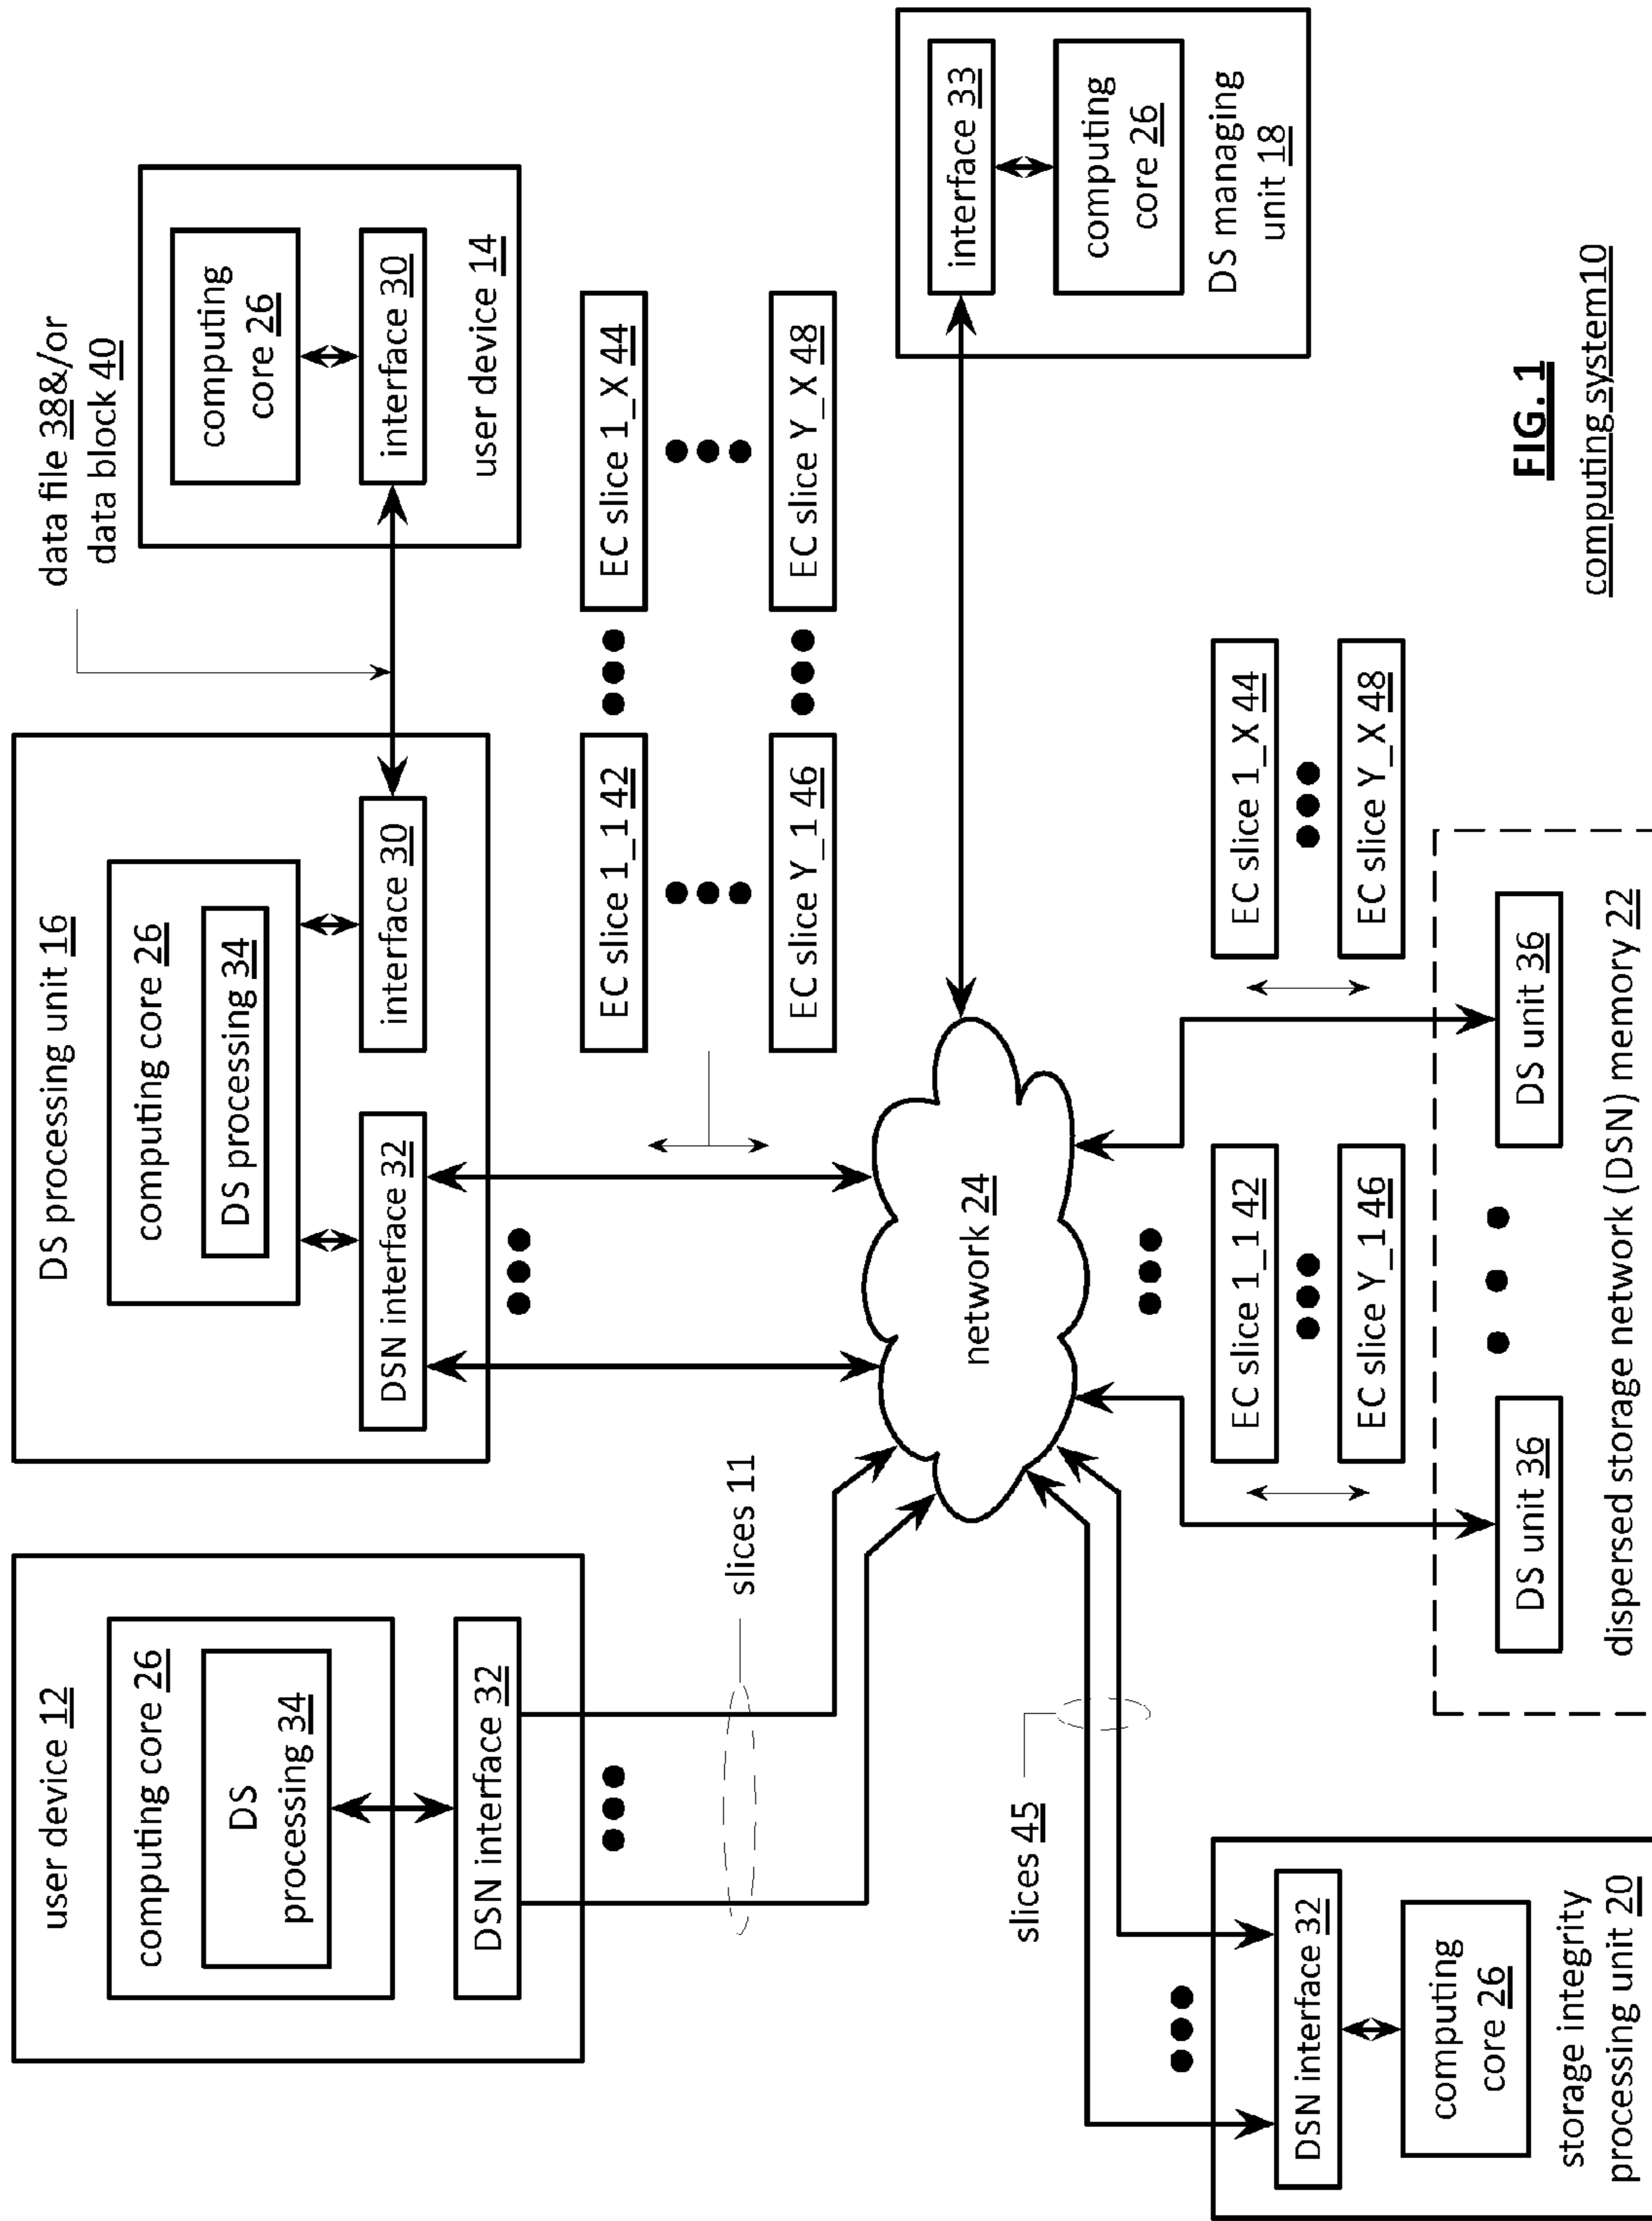 user device 12
computing core 26
DS
processing 34
DSN interface 32
slices 11
DS processing unit 16
computing core 26
DS processing 34
DSN interface 32
interface 30
data file 38&/or
data block 40
computing
core 26
interface 30
user device 14
EC slice 1_1 42
EC slice 1_X 44
EC slice Y_1 46
EC slice Y_X 48
network 24
slices 45
DSN interface 32
computing
core 26
storage integrity
processing unit 20
EC slice 1_1 42
EC slice Y_1 46
EC slice 1_X 44
EC slice Y_X 48
DS unit 36
DS unit 36
dispersed storage network (DSN) memory 22
interface 33
computing
core 26
DS managing
unit 18
FIG. 1
computing system10